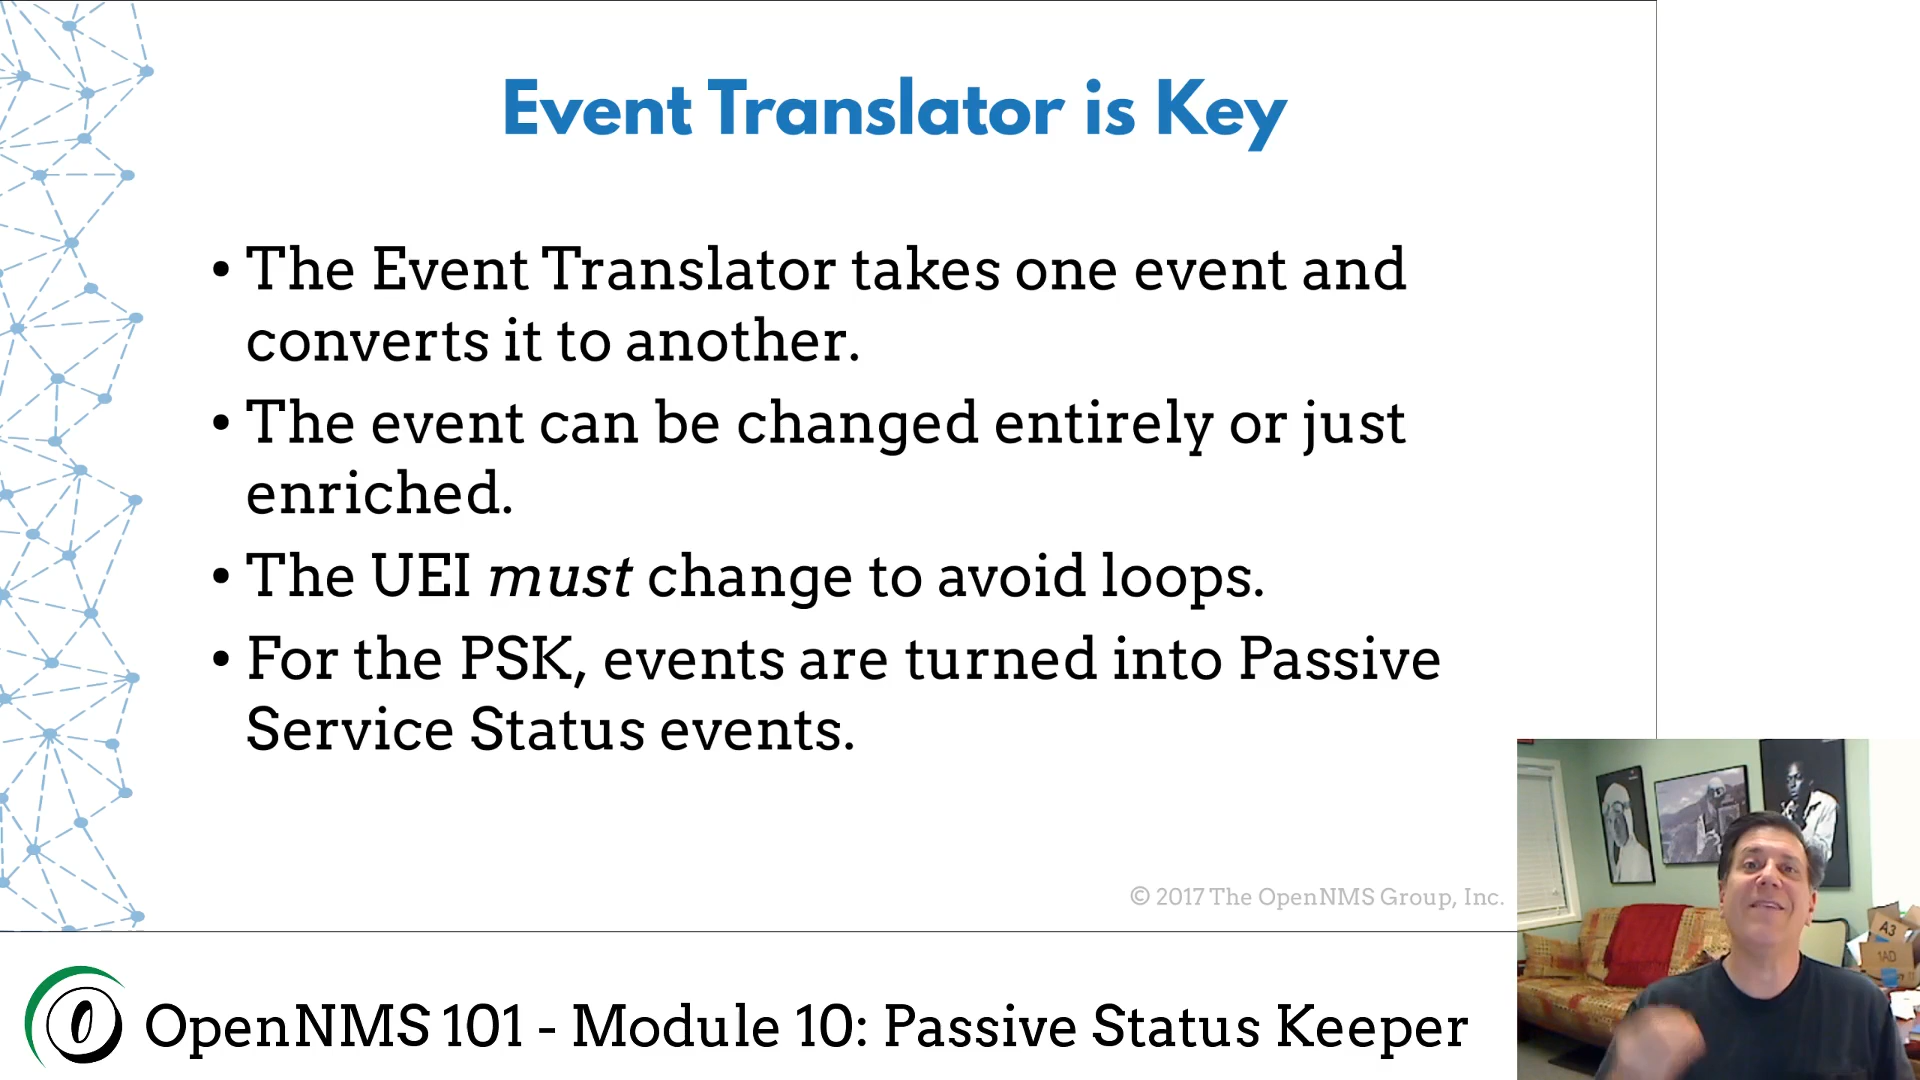 Event Translator is Key
• The Event Translator takes one event and
converts it to another.
• The event can be changed entirely or just
enriched.
• The UEI must change to avoid loops.
• For the PSK, events are turned into Passive
Service Status events.
© 2017 The OpenNMS Group, Inc.
A3
1AD
OpenNMS 101 - Module 10: Passive Status Keeper